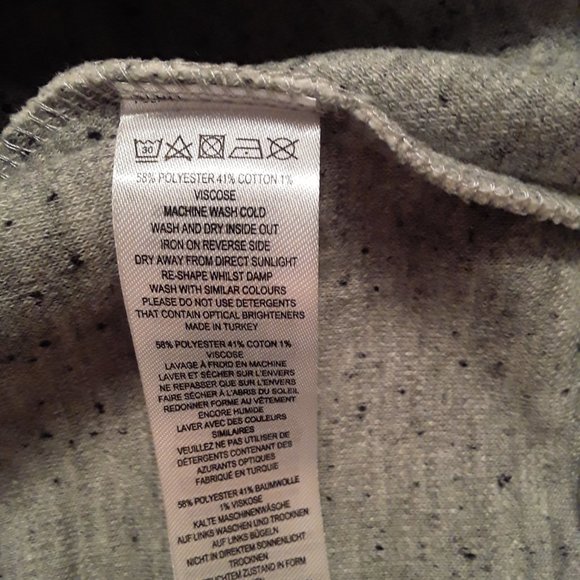 30
58% POLYESTER 41% COTTON 1%
VISCOSE
MACHINE WASH COLD
WASH AND DRY INSIDE OUT
IRON ON REVERSE SIDE
DRY AWAY FROM DIRECT SUNLIGHT
RE-SHAPE WHILST DAMP
WASH WITH SIMILAR COLOURS
PLEASE DO NOT USE DETERGENTS
THAT CONTAIN OPTICAL BRIGHTENERS
MADE IN TURKEY
58% POLYESTER 41% COTON 1%
VISCOSE
LAVAGE À FROID EN MACHINE
LAVER ET SÉCHER SUR L'ENVERS
NE REPASSER QUE SUR L'ENVERS
FAIRE SÉCHER À L'ABRIS DU SOLEIL
REDONNER FORME AU VÊTEMENT
ENCORE HUMIDE
LAVER AVEC DES COULEURS
SIMILAIRES
VEUILLEZ NE PAS UTILISER DE
DÉTERGENTS CONTENANT DES
AZURANTS OPTIQUES
FABRIQUÉ EN TURQUIE
58% POLYESTER 41% BAUMWOLLE
1% VISKOSE
KALTE MASCHINENWÄSCHE
AUF LINKS WASCHEN UND TROCKNEN
AUF LINKS BÜGELN
NICHT IN DIREKTEM SONNENLICHT
TROCKNEN
ZUSTAND IN FORM